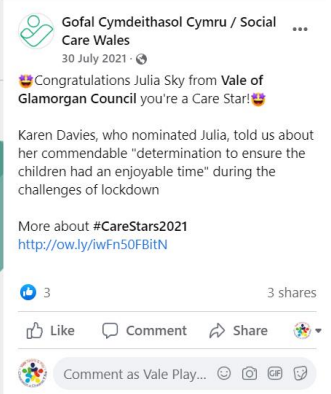 Gofal Cymdeithasol Cymru / Social
Care Wales
30 July 2021 ·
Congratulations Julia Sky from Vale of
Glamorgan Council you're a Care Star!
Karen Davies, who nominated Julia, told us about
her commendable "determination to ensure the
children had an enjoyable time" during the
challenges of lockdown
More about #CareStars2021
http://ow.ly/iwFn50FBitN
3
3 shares
Like
Comment
Share
Comment as Vale Play...
GIF